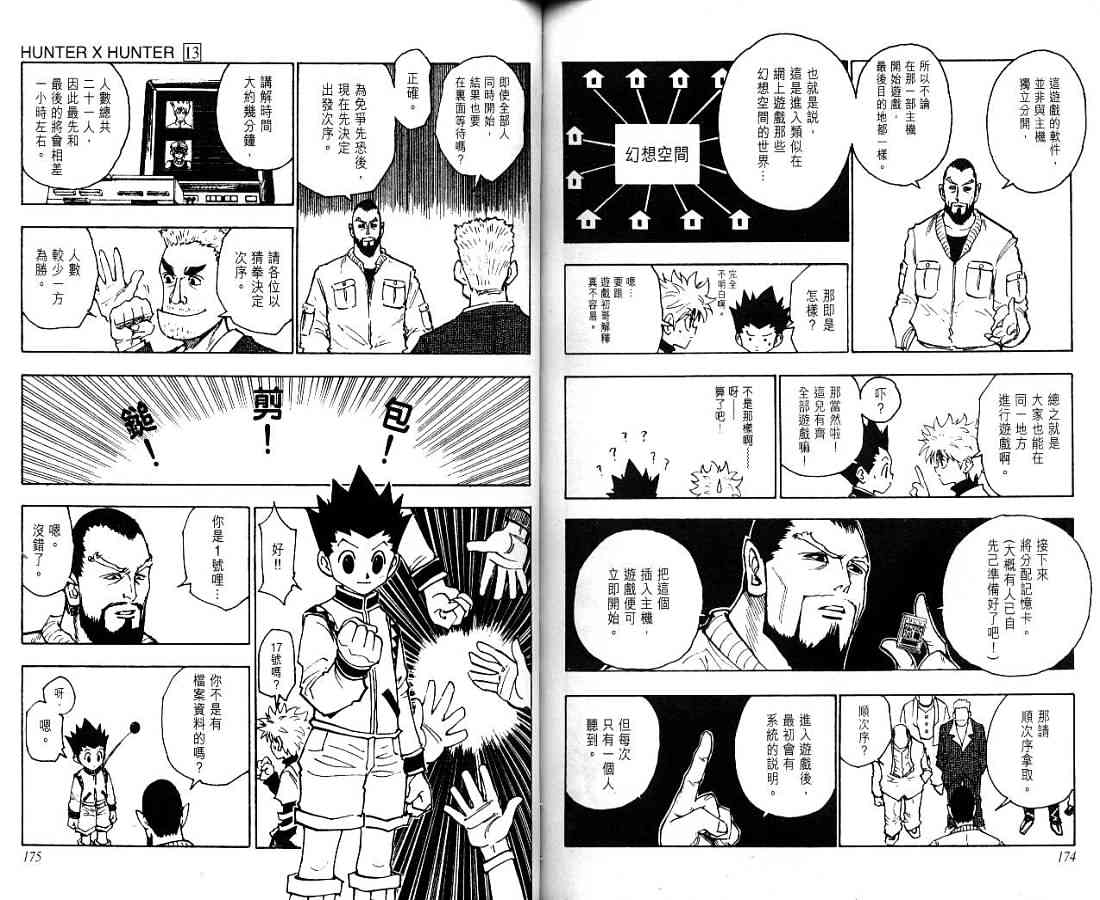 HUNTER X HUNTER 13
這遊戲的軟件，
並非與主機
獨立分開，
所以不論
在那一部主機
開始遊戲。
最後目的地都一樣。
也就是說，
這是進入類似在
網上遊戲那些
幻想空間的世界…
幻想空間
那即是
怎樣？
完全
不明白啊。
嗯…
要跟
遊戲初哥解釋
真不容易。
總之就是
大家也能在
同一地方
進行遊戲啊。
吓？
那當然啦！
這兒有齊
全部遊戲嘛！
不是那樣啊……
呀——
算了吧！
? ? ? ? ? ?
接下來
將分配記憶卡。
(大概有人已自
先己準備好了吧！)
把這個
插入主機，
遊戲便可
立即開始。
那請
順次序拿取。
順次序？
進入遊戲後，
最初會有
系統的說明。
但每次
只有一個人
聽到。
174
即使全部人
同時開始，
結果也要
在裏面等待嗎？
正確。
為免爭先恐後，
現在先決定
出發次序。
講解時間
大約幾分鐘，
人數總共
二十一人，
因此最先和
最後的將會相差
一小時左右。
請各位以
猜拳決定
次序。
人數
較少一方
為勝。
包！
剪！
鎚！
好!!
17
號嗎？
你是
1號哩…
嗯。
沒錯了。
你不是有
檔案資料的嗎？
呀…
嗯。
175